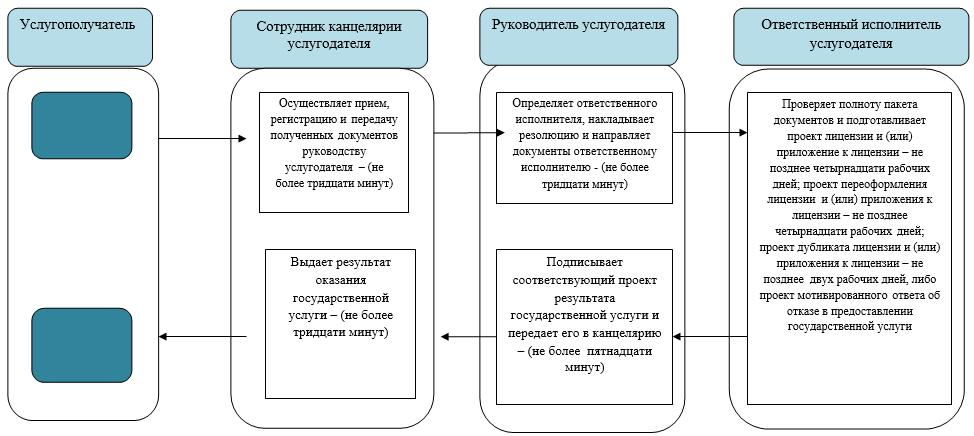 Услугополучатель
Сотрудник канцелярии
услугодателя
Руководитель услугодателя
Ответственный исполнитель
услугодателя
Осуществляет прием,
регистрацию и передачу
полученных документов
руководству
услугодателя – (не
более тридцати минут)
Определяет ответственного
исполнителя, накладывает
резолюцию и направляет
документы ответственному
исполнителю - (не более
тридцати минут)
Проверяет полноту пакета
документов и подготавливает
проект лицензии и (или)
приложение к лицензии – не
позднее четырнадцати рабочих
дней; проект переоформления
лицензии и (или) приложения к
лицензии – не позднее
четырнадцати рабочих дней;
проект дубликата лицензии и (или)
приложения к лицензии – не
позднее двух рабочих дней, либо
проект мотивированного ответа об
отказе в предоставлении
государственной услуги
Выдает результат
оказания
государственной
услуги – (не более
тридцати минут)
Подписывает
соответствующий проект
результата
государственной услуги и
передает его в канцелярию
– (не более пятнадцати
минут)